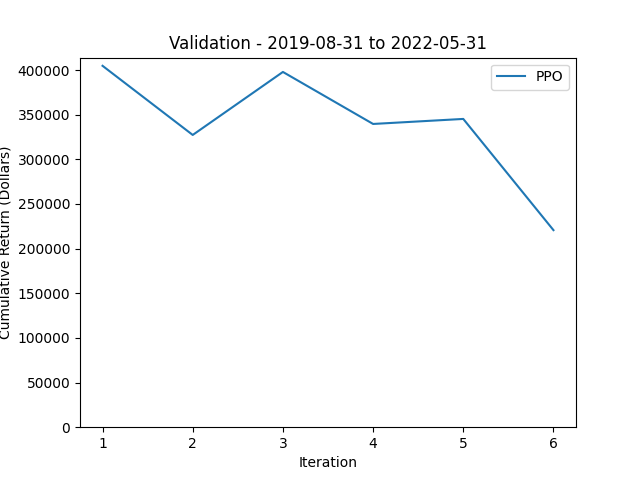 Validation - 2019-08-31 to 2022-05-31
PPO
400000
350000
300000
250000
200000
150000
100000
50000
0
Cumulative Return (Dollars)
1 2 3 4 5 6
Iteration